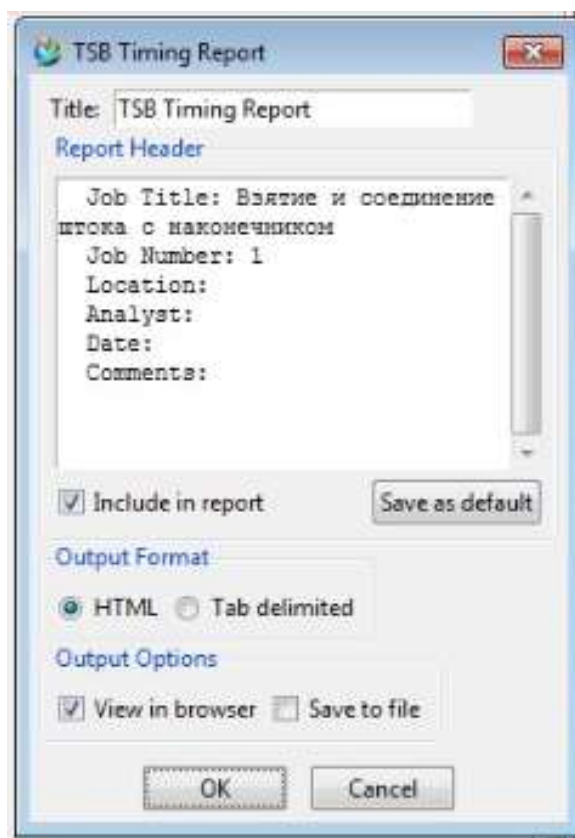 TSB Timing Report
Title: TSB Timing Report
Report Header
Job Title: Взятие и соединение
штока с наконечником
Job Number: 1
Location:
Analyst:
Date:
Comments:
Include in report
Save as default
Output Format
HTML Tab delimited
Output Options
View in browser Save to file
OK Cancel